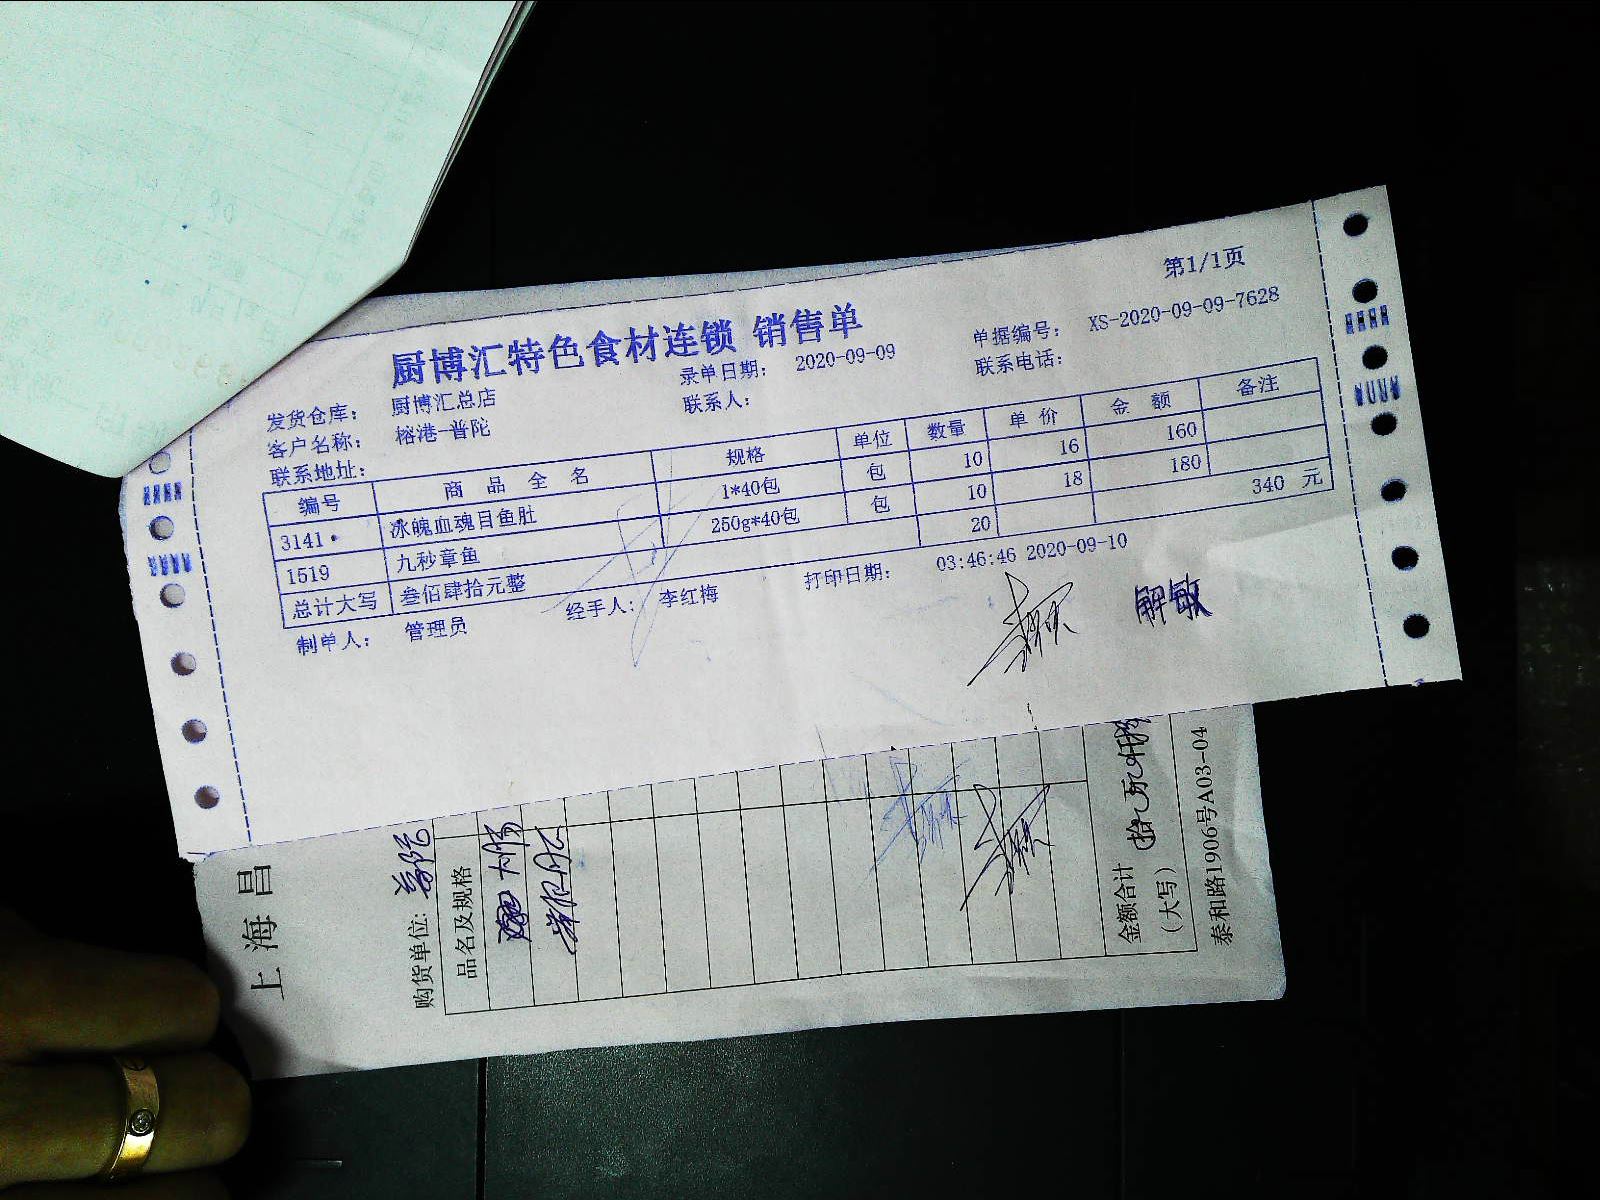 第1/1页
厨博汇特色食材连锁 销售单
发货仓库： 厨博汇总店 录单日期： 2020-09-09 单据编号： XS-2020-09-09-7628
客户名称： 榕港-普陀 联系人： 联系电话：
联系地址：
编号 商品全名 规格 单位 数量 单价 金额 备注
3141 冰魄血魂目鱼肚 1*40包 包 10 16 160
1519 九秒章鱼 250g*40包 包 10 18 180
总计大写 叁佰肆拾元整 20 340 元
制单人： 管理员 经手人： 李红梅 打印日期： 03:46:46 2020-09-10
解敏
上海昌
购货单位: 普陀
品名及规格
金额合计
（大写）
泰和路1906号A03-04